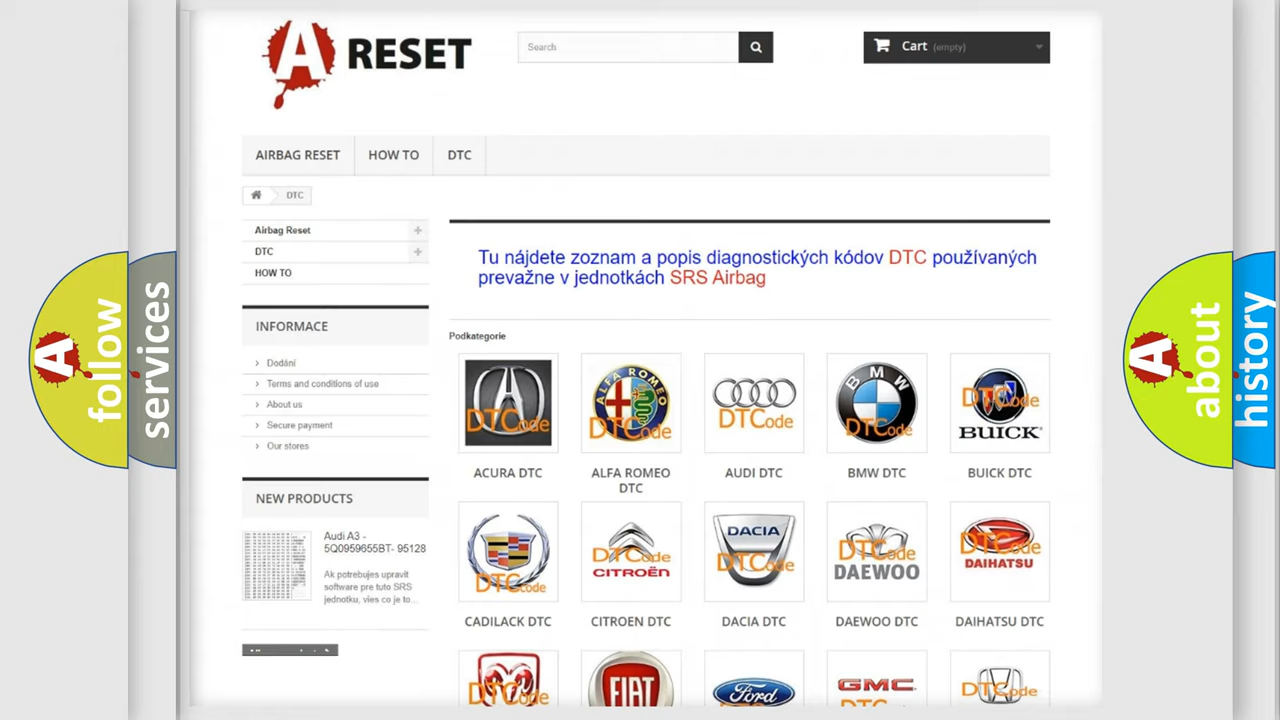 A RESET
Search
Cart (empty)
AIRBAG RESET
HOW TO
DTC
DTC
Airbag Reset
DTC
HOW TO
Tu nájdete zoznam a popis diagnostických kódov DTC používaných
prevažne v jednotkách SRS Airbag
INFORMACE
Dodání
Terms and conditions of use
About us
Secure payment
Our stores
NEW PRODUCTS
Audi A3 -
5Q0959655BT- 95128
Ak potrebujes upravit
software pre tuto SRS
jednotku, vies co je to...
Podkategorie
DTCode
ALFA ROMEO
DTCode
DTCode
BMW
DTCode
DTCode
BUICK
ACURA DTC
ALFA ROMEO
DTC
AUDI DTC
BMW DTC
BUICK DTC
DTCode
DTCode
CITROËN
DACIA
DTCode
DTCode
DAEWOO
DTCode
DAIHATSU
CADILACK DTC
CITROEN DTC
DACIA DTC
DAEWOO DTC
DAIHATSU DTC
DTCode
FIAT
Ford
GMC
DTCode
A follow
services
A about
history